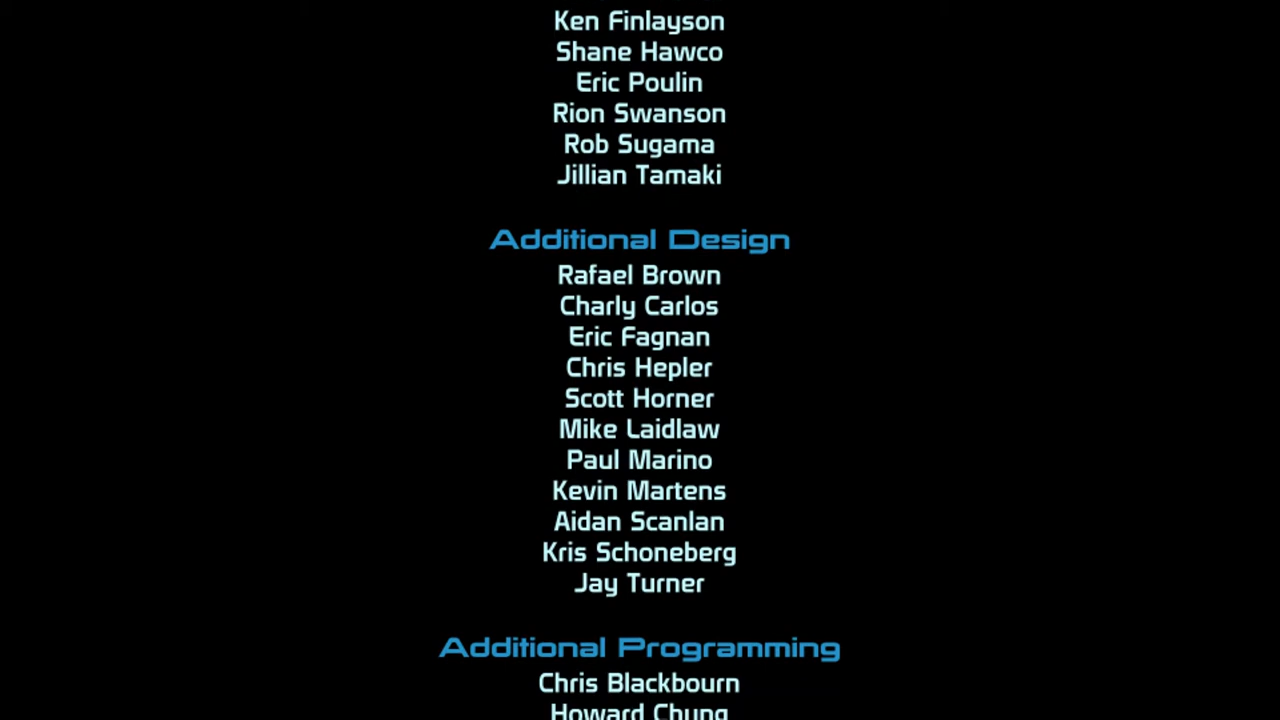 Ken Finlayson
Shane Hawco
Eric Poulin
Rion Swanson
Rob Sugama
Jillian Tamaki
Additional Design
Rafael Brown
Charly Carlos
Eric Fagnan
Chris Hepler
Scott Horner
Mike Laidlaw
Paul Marino
Kevin Martens
Aidan Scanlan
Kris Schoneberg
Jay Turner
Additional Programming
Chris Blackbourn
Howard Chung